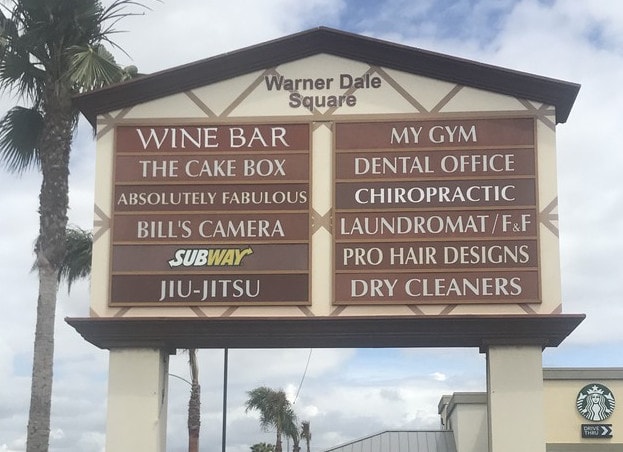 Warner Dale
Square
WINE BAR
THE CAKE BOX
ABSOLUTELY FABULOUS
BILL'S CAMERA
SUBWAY
JIU-JITSU
MY GYM
DENTAL OFFICE
CHIROPRACTIC
LAUNDROMAT/F&F
PRO HAIR DESIGNS
DRY CLEANERS
DRIVE
THRU